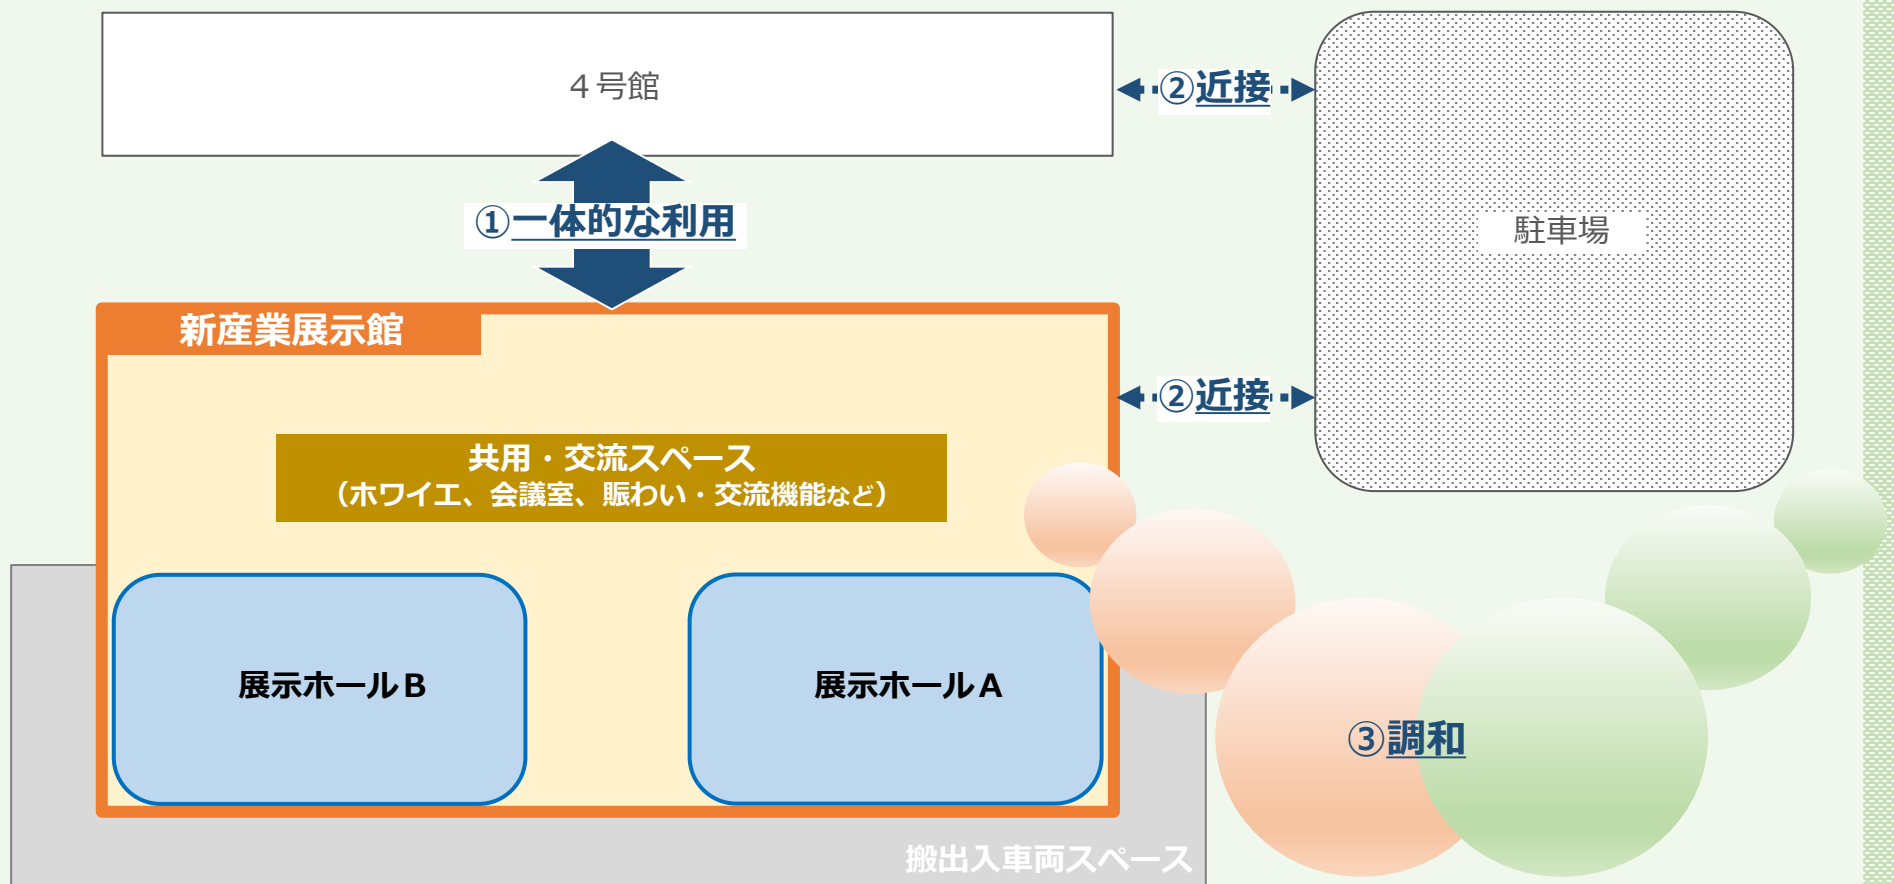 ４号館
②近接
①一体的な利用
駐車場
新産業展示館
②近接
共用・交流スペース
（ホワイエ、会議室、賑わい・交流機能など）
展示ホールＢ
展示ホールＡ
③調和
搬出入車両スペース